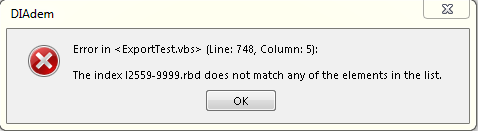 DIAdem
Error in <ExportTest.vbs> (Line: 748, Column: 5):
The index I2559-9999.rbd does not match any of the elements in the list.
OK